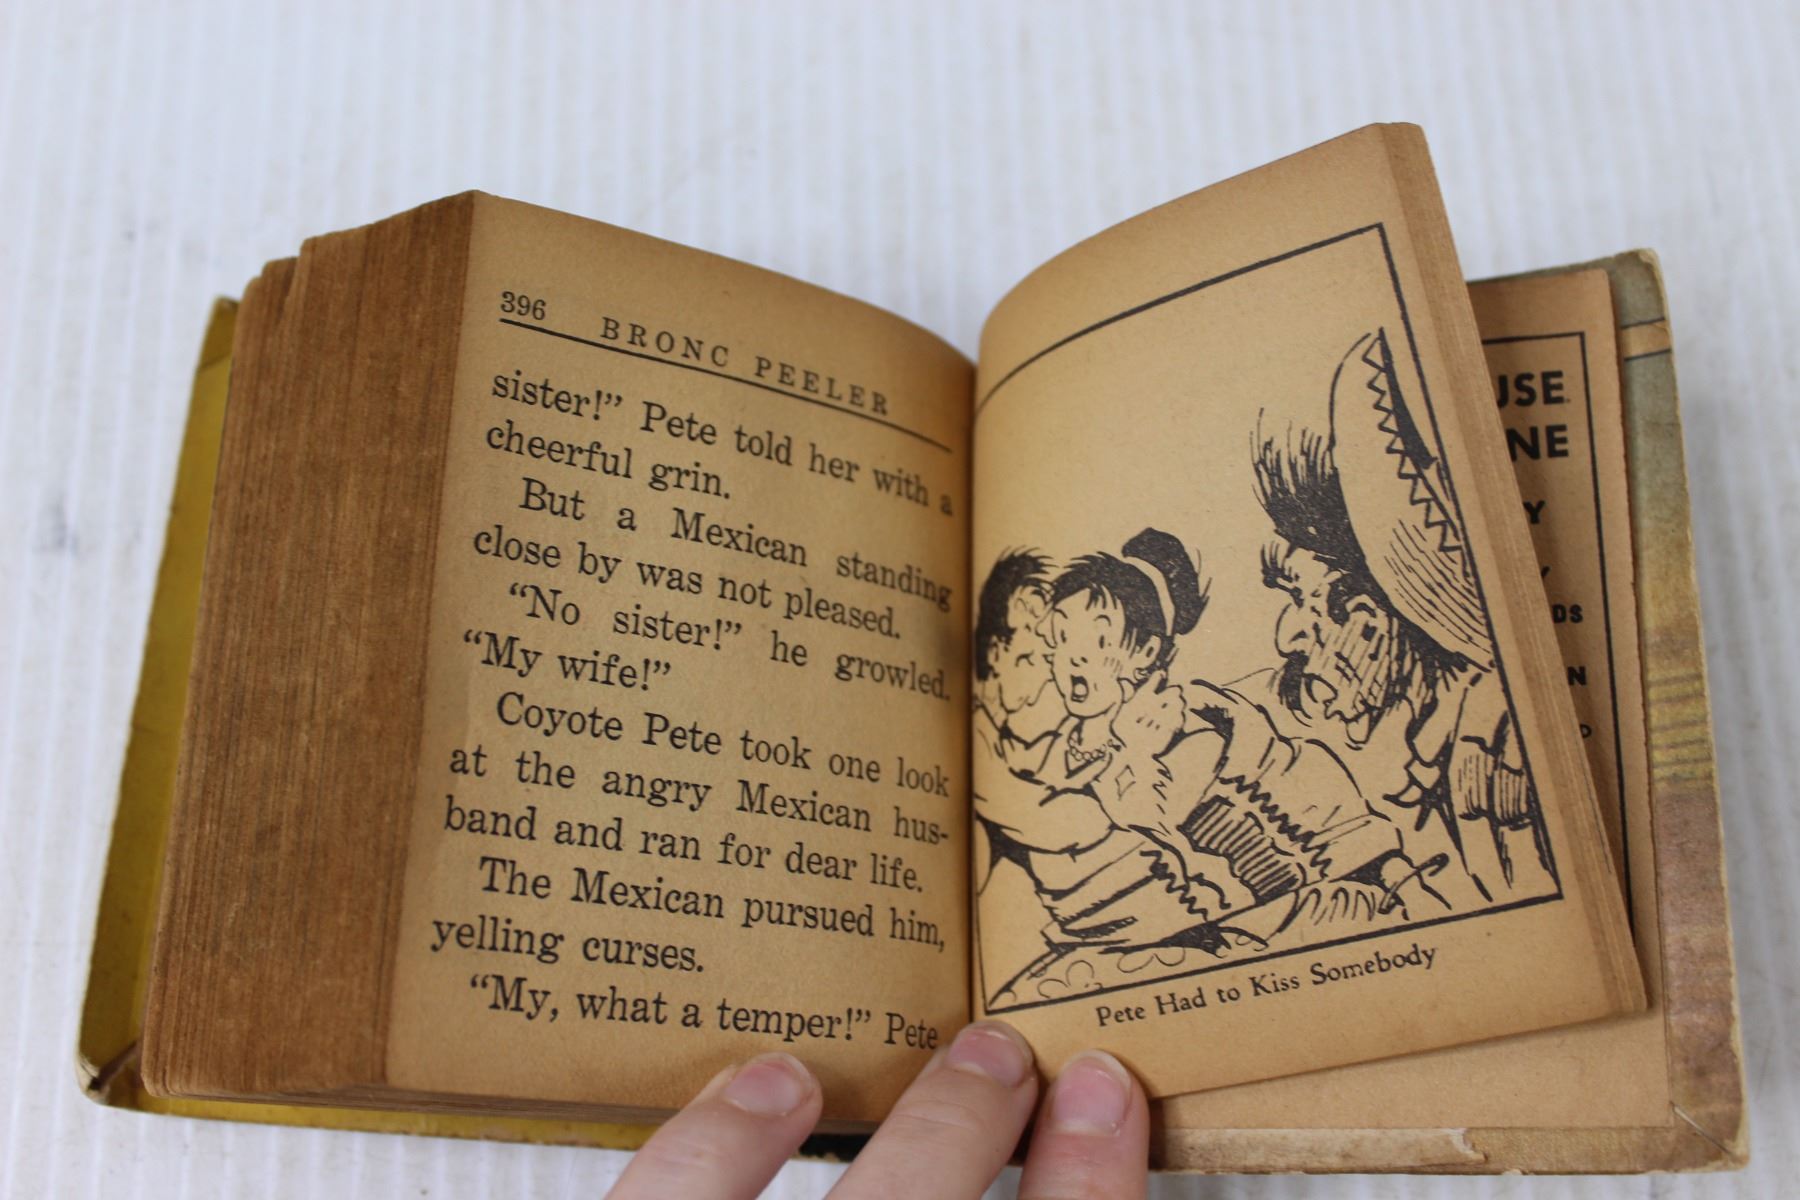 396 BRONC PEELER
sister!” Pete told her with a
cheerful grin.
But a Mexican standing
close by was not pleased.
“No sister!” he growled.
“My wife!”
Coyote Pete took one look
at the angry Mexican hus-
band and ran for dear life.
The Mexican pursued him,
yelling curses.
“My, what a temper!” Pete
Pete Had to Kiss Somebody